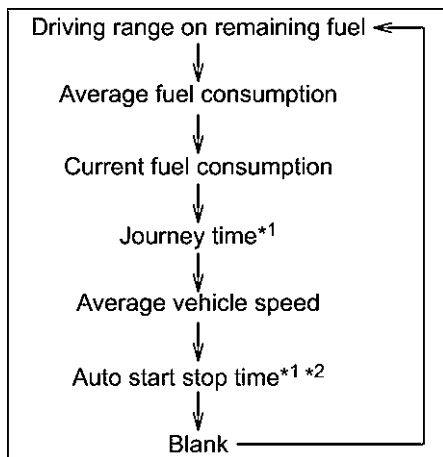 Driving range on remaining fuel
Average fuel consumption
Current fuel consumption
Journey time*1
Average vehicle speed
Auto start stop time*1 *2
Blank